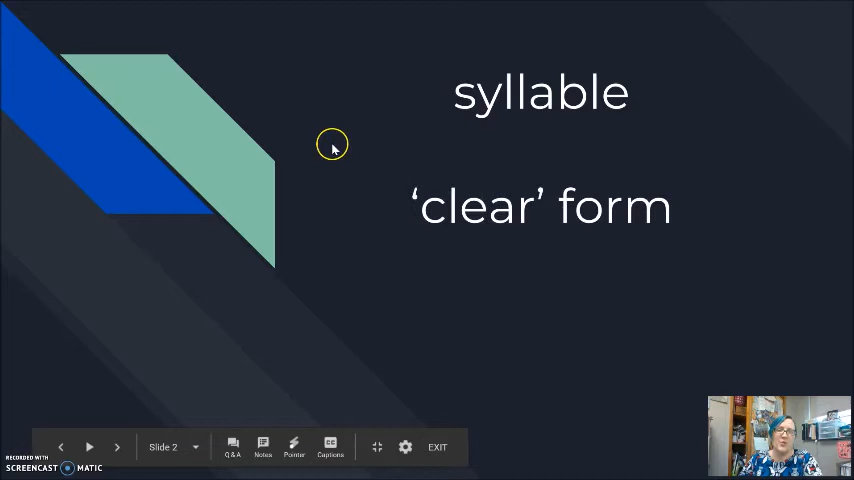 syllable
‘clear’ form
Slide 2
Q & A
Notes
Pointer
Captions
EXIT
RECORDED WITH
SCREENCAST MATIC